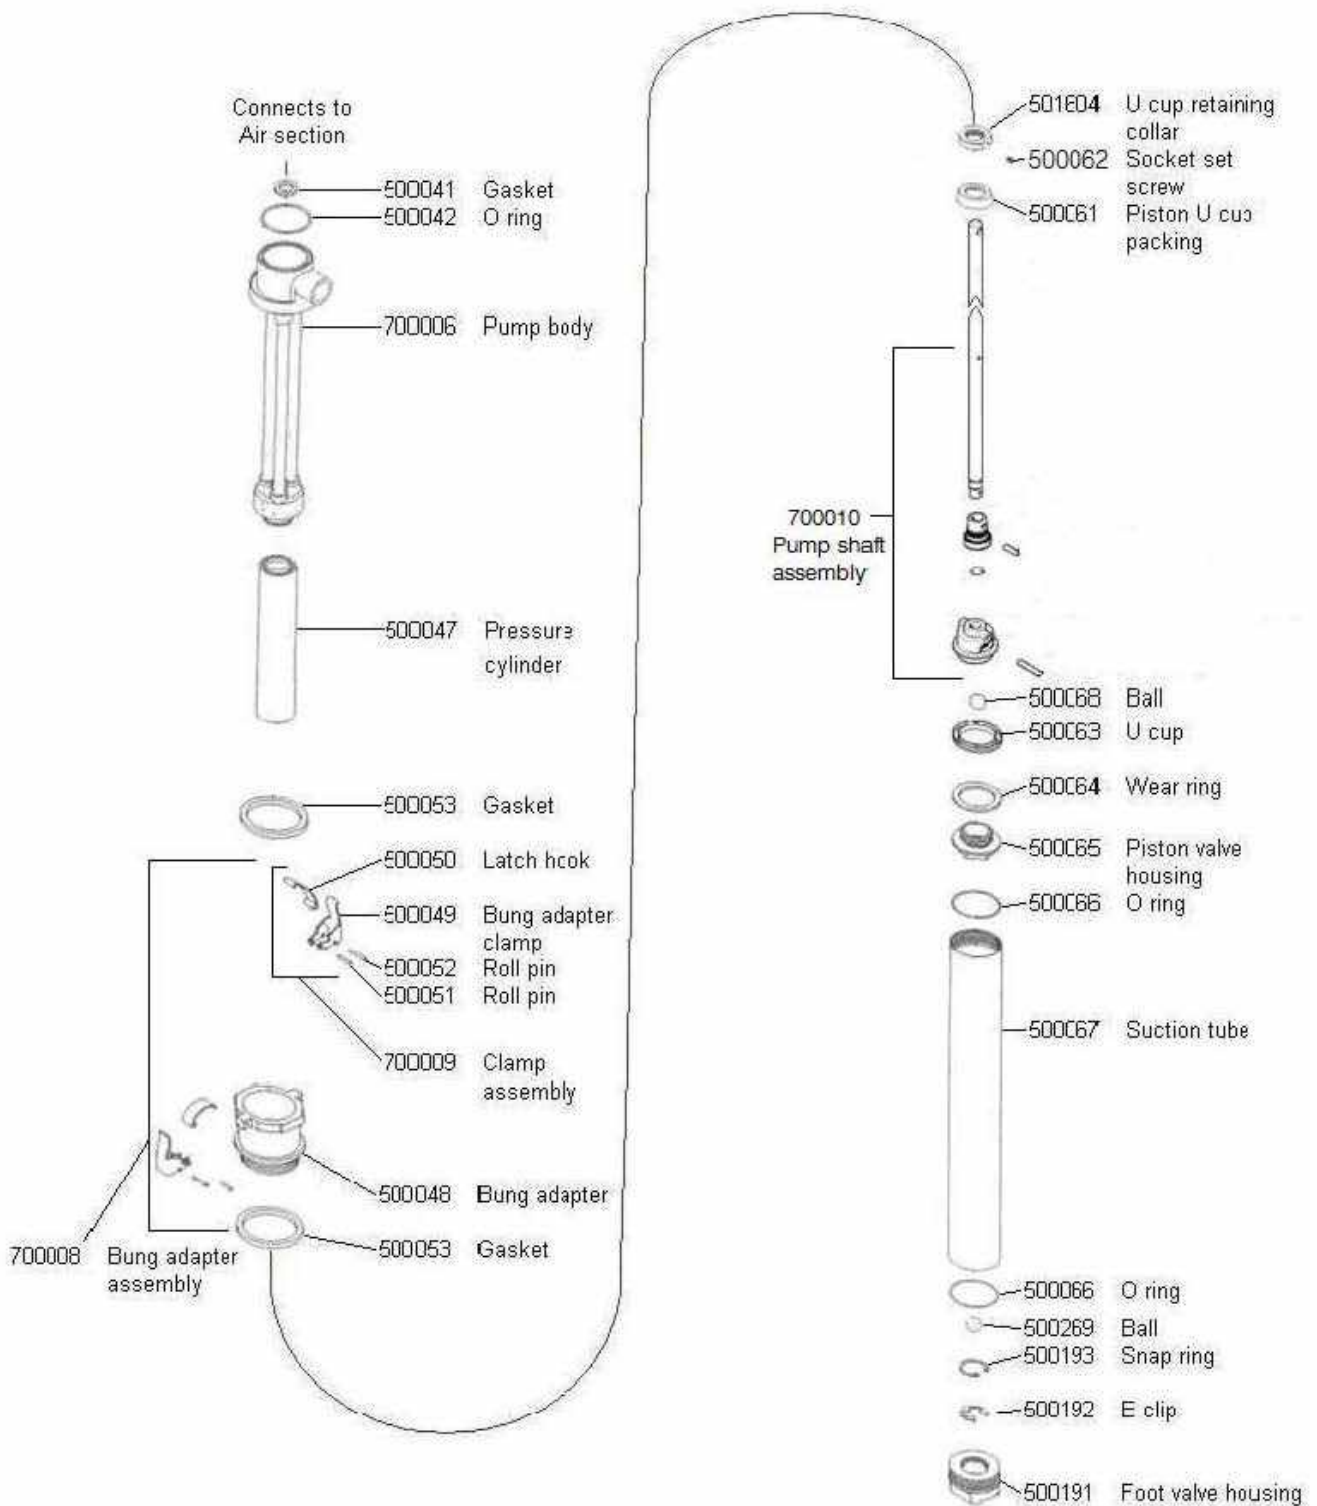 Connects to
Air section
500041 Gasket
500042 O ring
700006 Pump body
500047 Pressure
cylinder
500053 Gasket
500050 Latch hook
500049 Bung adapter
clamp
500052 Roll pin
500051 Roll pin
700009 Clamp
assembly
500048 Bung adapter
500053 Gasket
700008 Bung adapter
assembly
U cup retaining
collar
500062 Socket set
screw
500061 Piston U cup
packing
700010
Pump shaft
assembly
500068 Ball
500063 U cup
500064 Wear ring
500065 Piston valve
housing
500066 O ring
500067 Suction tube
500066 O ring
500269 Ball
500193 Snap ring
500192 E clip
500191 Foot valve housing